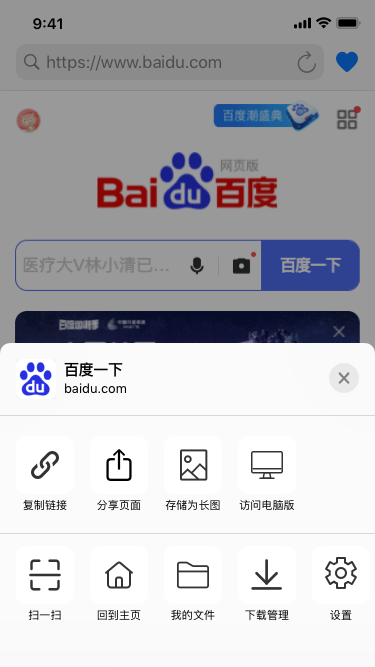 9:41
https://www.baidu.com
百度潮盛典
网页版
Bai du 百度
医疗大V林小清已...
百度一下
百度一下
baidu.com
复制链接
分享页面
存储为长图
访问电脑版
扫一扫
回到主页
我的文件
下载管理
设置